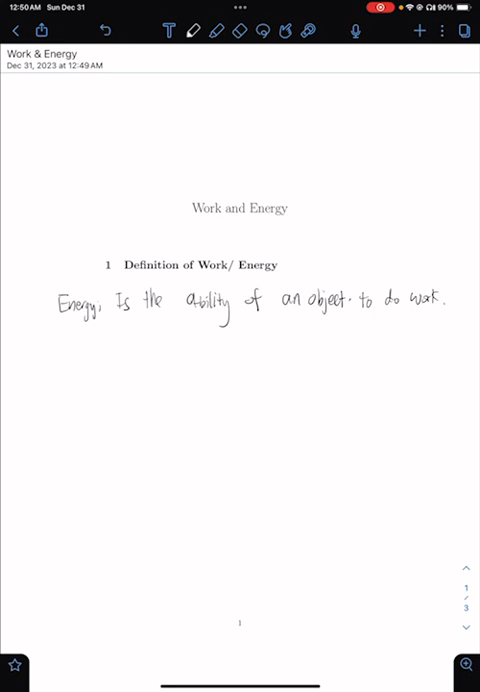 12:50 AM Sun Dec 31
90%
Work & Energy
Dec 31, 2023 at 12:49 AM
Work and Energy
1 Definition of Work/ Energy
Energy, Is the ability of an object. to do work.
1
/
3
1